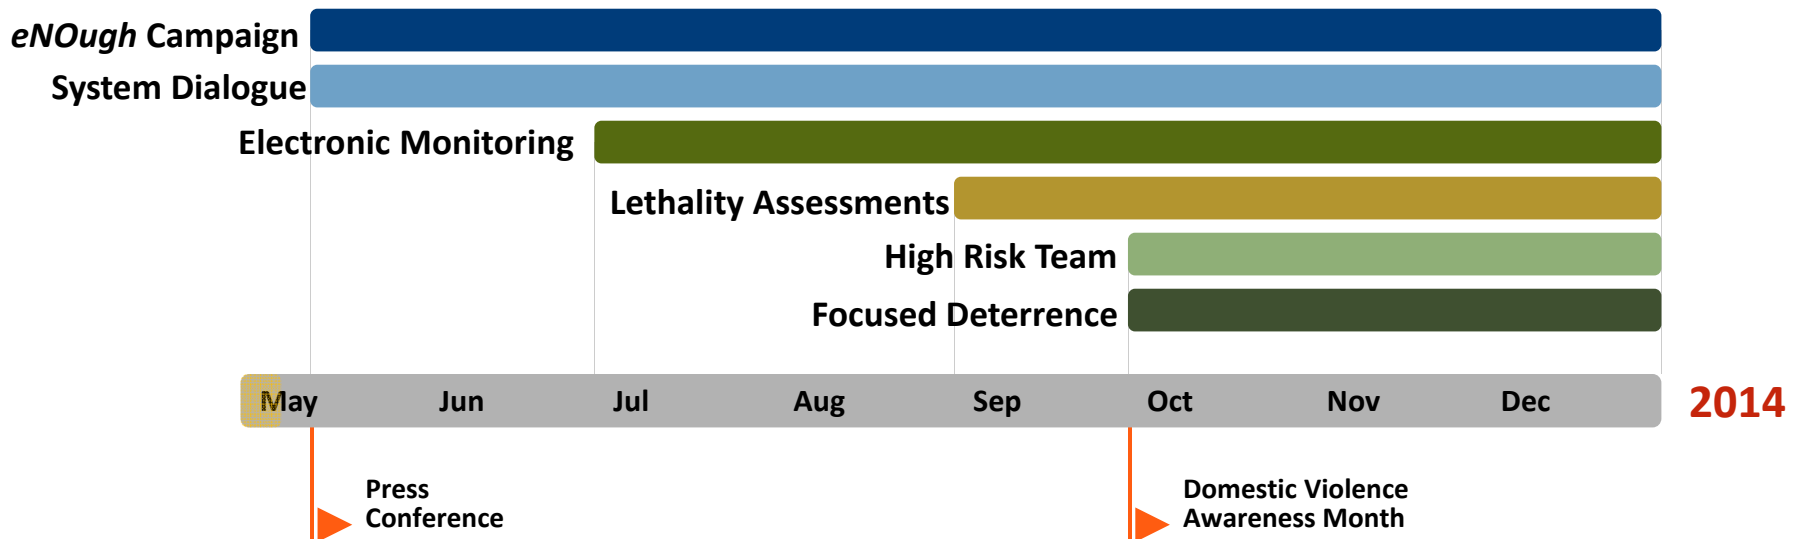 eNOugh Campaign
System Dialogue
Electronic Monitoring
Lethality Assessments
High Risk Team
Focused Deterrence
May Jun Jul Aug Sep Oct Nov Dec 2014
Press
Conference
Domestic Violence
Awareness Month